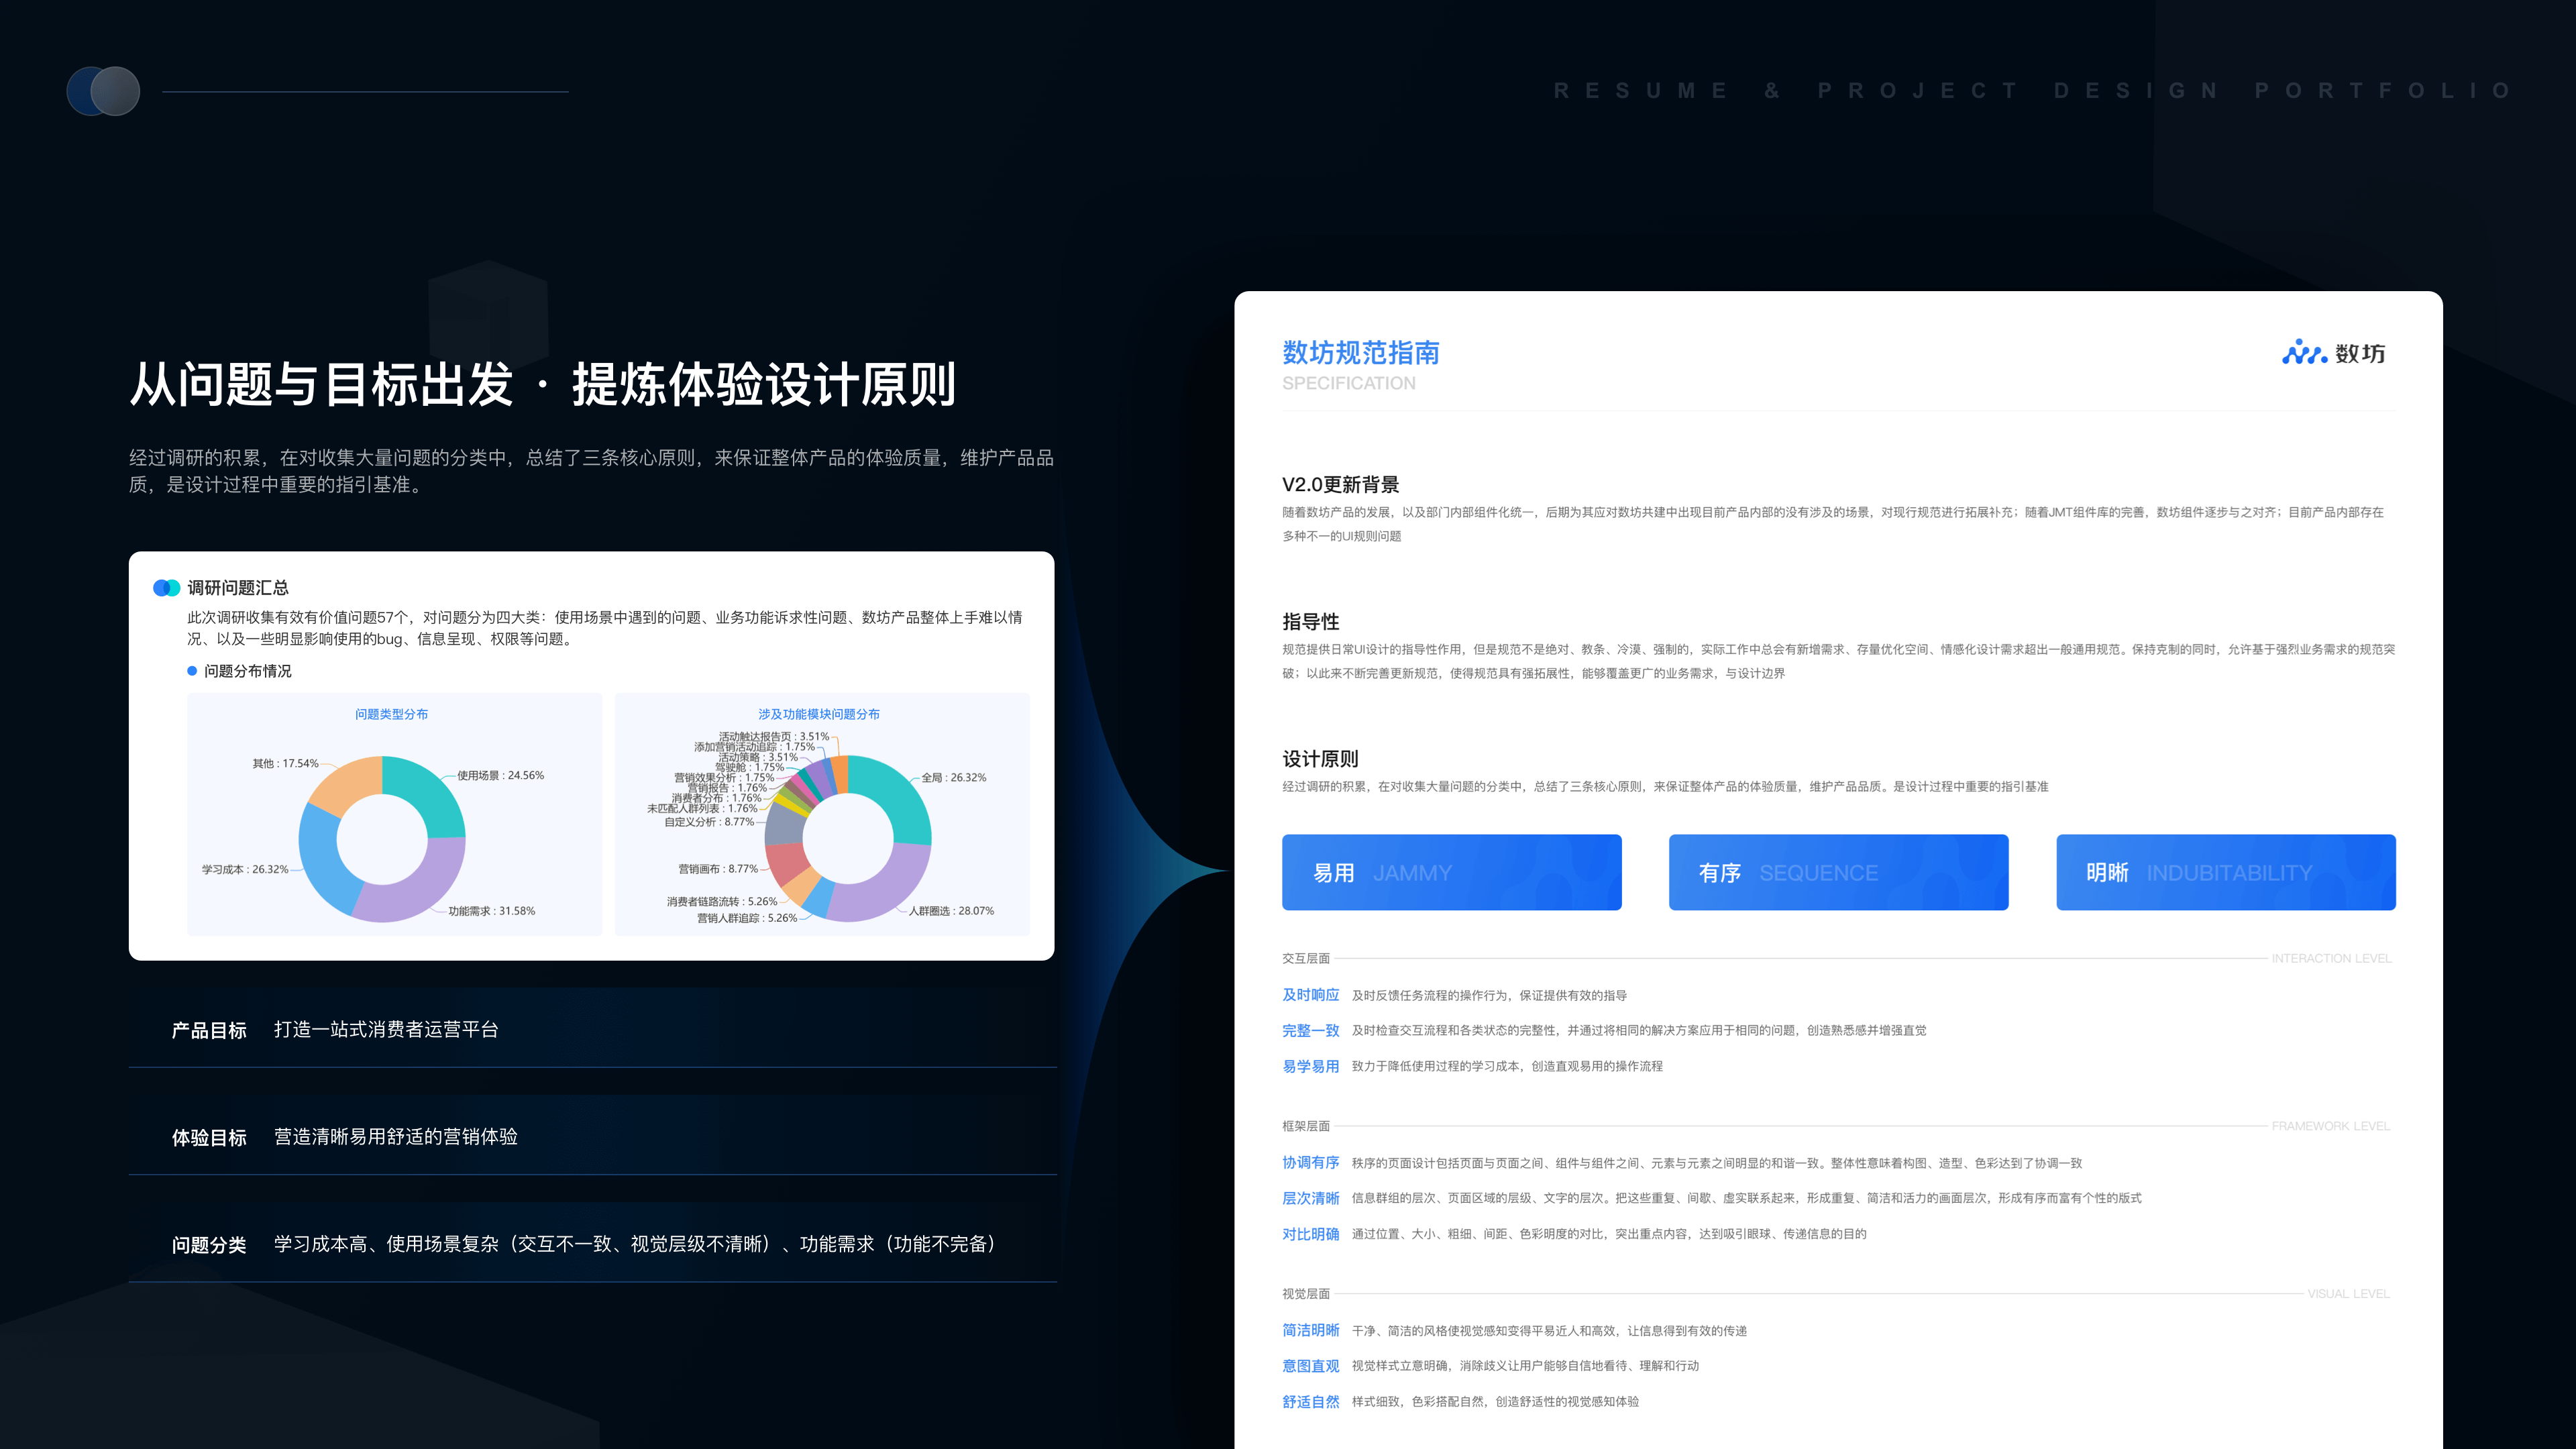 RESUME & PROJECT DESIGN PORTFOLIO
从问题与目标出发 · 提炼体验设计原则
经过调研的积累，在对收集大量问题的分类中，总结了三条核心原则，来保证整体产品的体验质量，维护产品品
质，是设计过程中重要的指引基准。
调研问题汇总
此次调研收集有效有价值问题57个，对问题分为四大类：使用场景中遇到的问题、业务功能诉求性问题、数坊产品整体上手难以情
况、以及一些明显影响使用的bug、信息呈现、权限等问题。
问题分布情况
问题类型分布
其他 : 17.54%
使用场景 : 24.56%
学习成本 : 26.32%
功能需求 : 31.58%
涉及功能模块问题分布
活动触达报告页 : 3.51%
添加营销活动追踪 : 1.75%
活动策略 : 3.51%
驾驶舱 : 1.75%
营销效果分析 : 1.75%
营销报告 : 1.76%
消费者分布 : 1.76%
未匹配人群列表 : 1.76%
自定义分析 : 8.77%
营销画布 : 8.77%
消费者链路流转 : 5.26%
营销人群追踪 : 5.26%
全局 : 26.32%
人群圈选 : 28.07%
产品目标 打造一站式消费者运营平台
体验目标 营造清晰易用舒适的营销体验
问题分类 学习成本高、使用场景复杂（交互不一致、视觉层级不清晰）、功能需求（功能不完备）
数坊规范指南
SPECIFICATION
数坊
V2.0更新背景
随着数坊产品的发展，以及部门内部组件化统一，后期为其应对数坊共建中出现目前产品内部的没有涉及的场景，对现行规范进行拓展补充；随着JMT组件库的完善，数坊组件逐步与之对齐；目前产品内部存在
多种不一的UI规则问题
指导性
规范提供日常UI设计的指导性作用，但是规范不是绝对、教条、冷漠、强制的，实际工作中总会有新增需求、存量优化空间、情感化设计需求超出一般通用规范。保持克制的同时，允许基于强烈业务需求的规范突
破；以此来不断完善更新规范，使得规范具有强拓展性，能够覆盖更广的业务需求，与设计边界
设计原则
经过调研的积累，在对收集大量问题的分类中，总结了三条核心原则，来保证整体产品的体验质量，维护产品品质。是设计过程中重要的指引基准
易用 JAMMY
有序 SEQUENCE
明晰 INDUBITABILITY
交互层面 INTERACTION LEVEL
及时响应 及时反馈任务流程的操作行为，保证提供有效的指导
完整一致 及时检查交互流程和各类状态的完整性，并通过将相同的解决方案应用于相同的问题，创造熟悉感并增强直觉
易学易用 致力于降低使用过程的学习成本，创造直观易用的操作流程
框架层面 FRAMEWORK LEVEL
协调有序 秩序的页面设计包括页面与页面之间、组件与组件之间、元素与元素之间明显的和谐一致。整体性意味着构图、造型、色彩达到了协调一致
层次清晰 信息群组的层次、页面区域的层级、文字的层次。把这些重复、间歇、虚实联系起来，形成重复、简洁和活力的画面层次，形成有序而富有个性的版式
对比明确 通过位置、大小、粗细、间距、色彩明度的对比，突出重点内容，达到吸引眼球、传递信息的目的
视觉层面 VISUAL LEVEL
简洁明晰 干净、简洁的风格使视觉感知变得平易近人和高效，让信息得到有效的传递
意图直观 视觉样式立意明确，消除歧义让用户能够自信地看待、理解和行动
舒适自然 样式细致，色彩搭配自然，创造舒适性的视觉感知体验